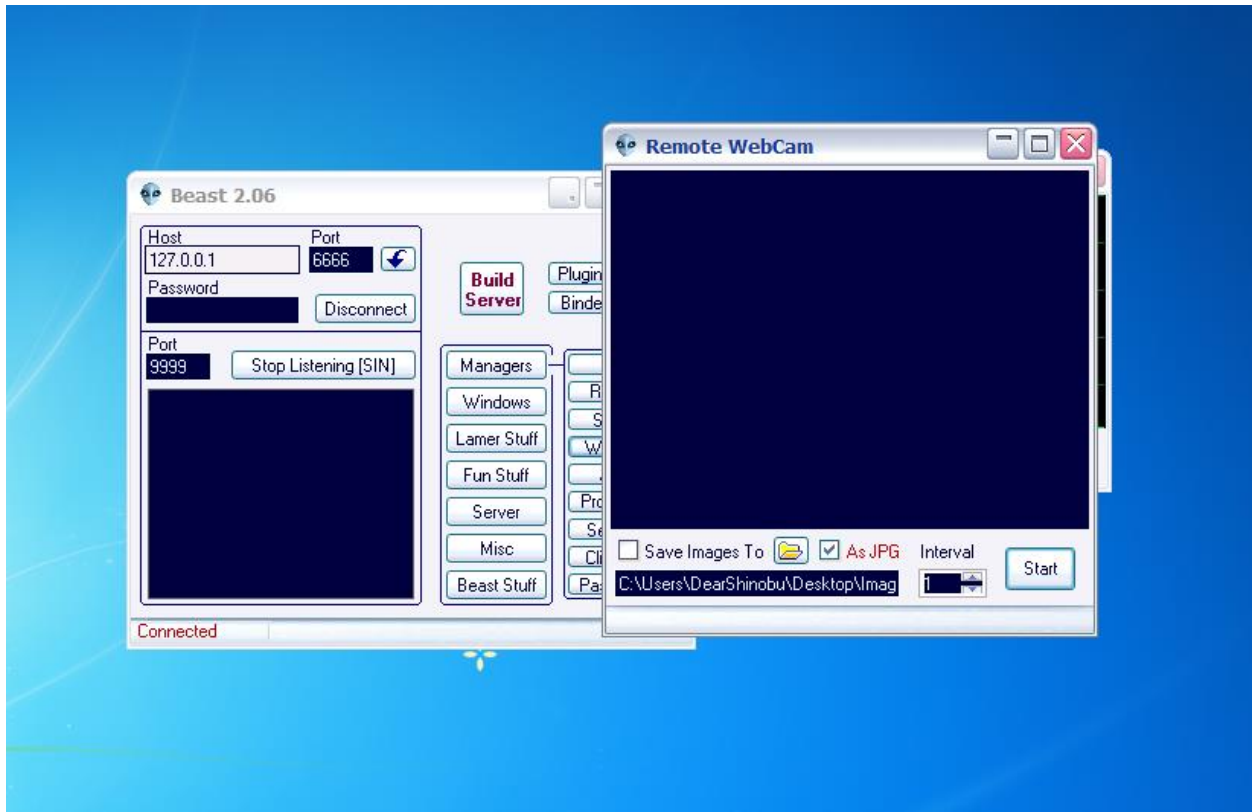 Beast 2.06
Host Port
127.0.0.1 6666
Password
Disconnect
Port
9999 Stop Listening [SIN]
Connected
Build
Server
Managers
Windows
Lamer Stuff
Fun Stuff
Server
Misc
Beast Stuff
Remote WebCam
Save Images To As JPG Interval
C:\Users\DearShinobu\Desktop\Imag 1 Start